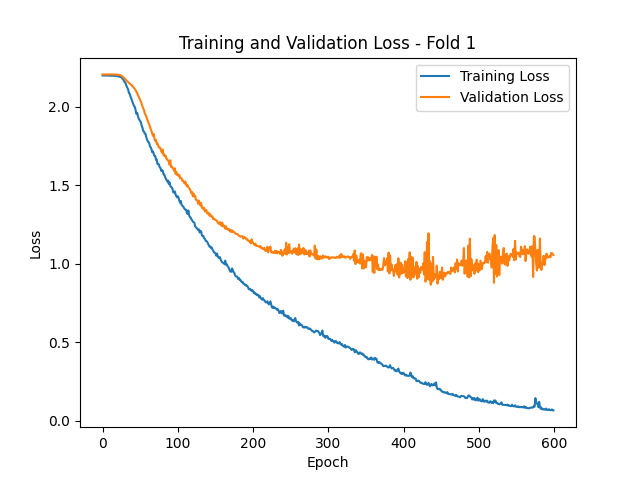 Training and Validation Loss - Fold 1
Training Loss
Validation Loss
Loss
2.0
1.5
1.0
0.5
0.0
0 100 200 300 400 500 600
Epoch